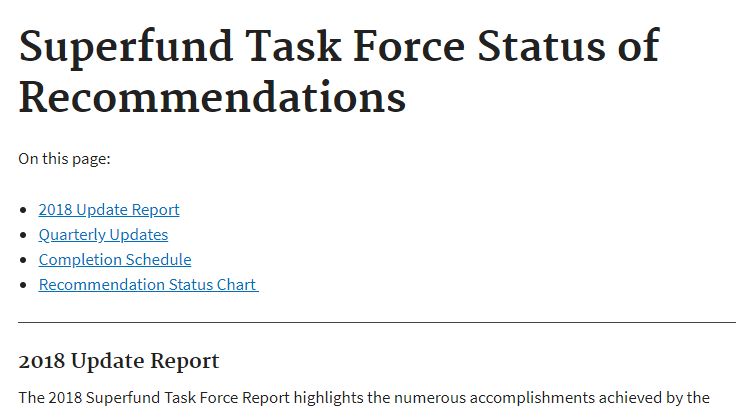 Superfund Task Force Status of
Recommendations
On this page:
2018 Update Report
Quarterly Updates
Completion Schedule
Recommendation Status Chart
2018 Update Report
The 2018 Superfund Task Force Report highlights the numerous accomplishments achieved by the